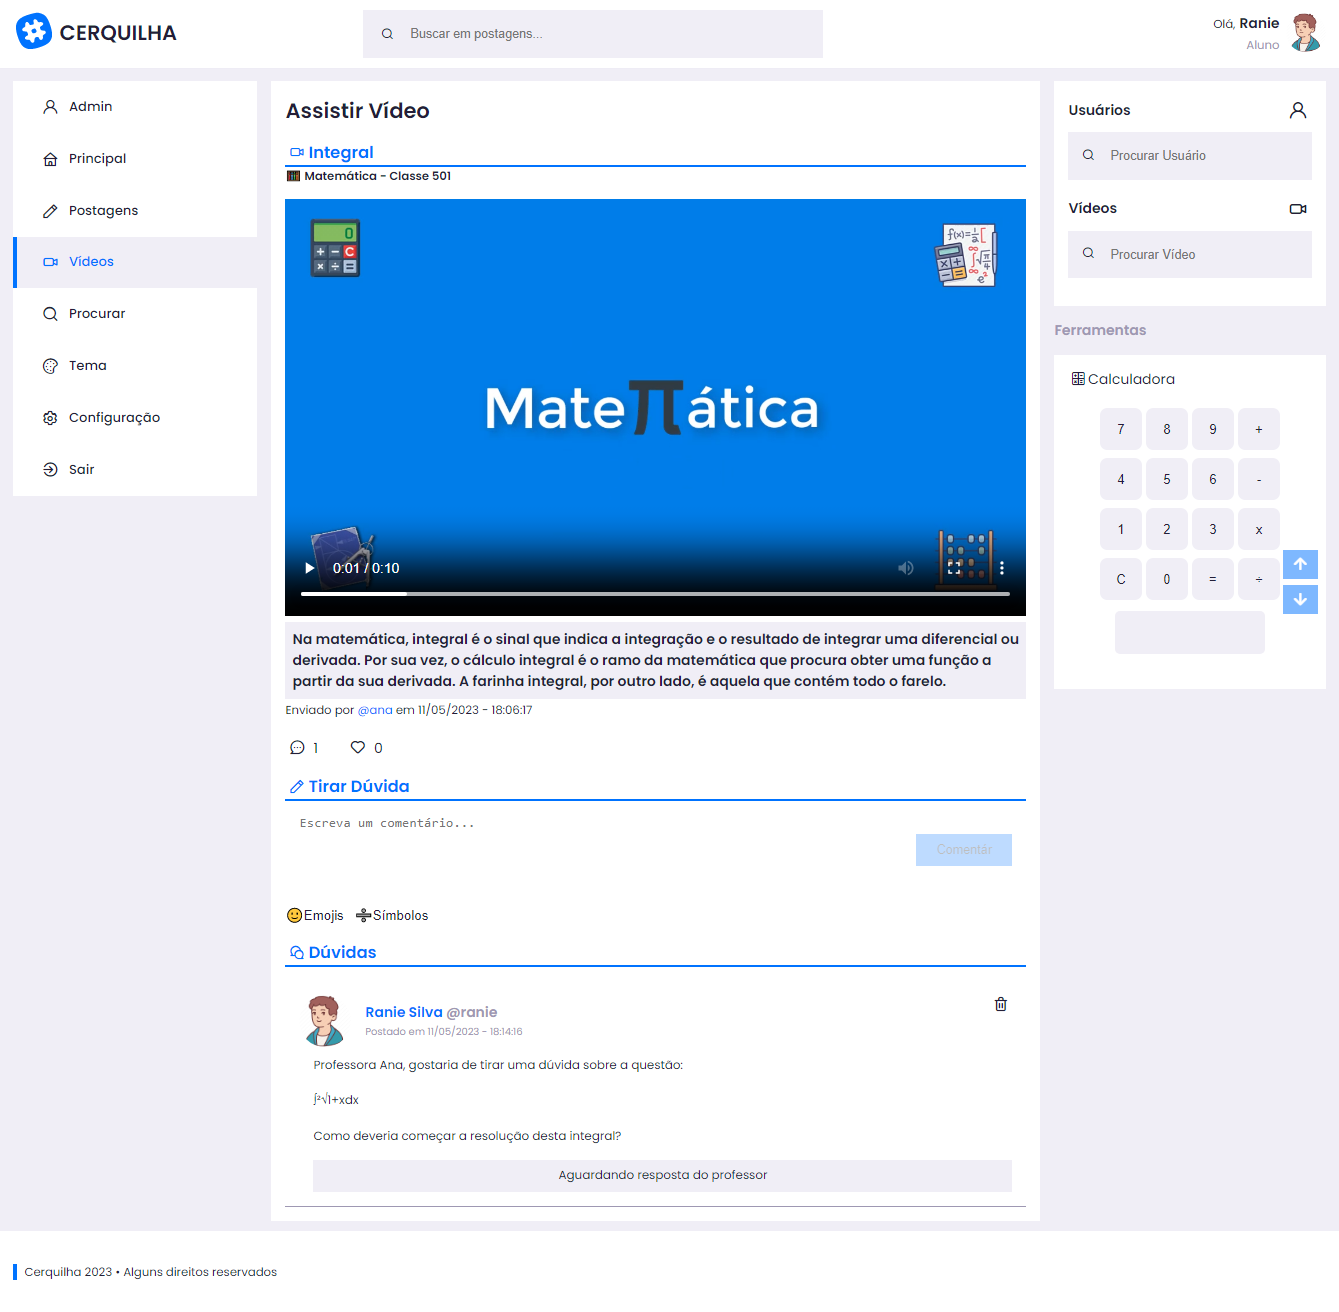 CERQUILHA
Buscar em postagens...
Olá, Ranie
Aluno
Admin
Principal
Postagens
Vídeos
Procurar
Tema
Configuração
Sair
Assistir Vídeo
Integral
Matemática - Classe 501
0
+ - C
× ÷ =
f(x)=½[
Mateπática
0:01 / 0:10
Na matemática, integral é o sinal que indica a integração e o resultado de integrar uma diferencial ou
derivada. Por sua vez, o cálculo integral é o ramo da matemática que procura obter uma função a
partir da sua derivada. A farinha integral, por outro lado, é aquela que contém todo o farelo.
Enviado por @ana em 11/05/2023 - 18:06:17
1 0
Tirar Dúvida
Escreva um comentário...
Comentár
Emojis Símbolos
Dúvidas
Ranie Silva @ranie
Postado em 11/05/2023 - 18:14:16
Professora Ana, gostaria de tirar uma dúvida sobre a questão:
∫²√1+xdx
Como deveria começar a resolução desta integral?
Aguardando resposta do professor
Usuários
Procurar Usuário
Vídeos
Procurar Vídeo
Ferramentas
Calculadora
7 8 9 +
4 5 6 -
1 2 3 x
C 0 = ÷
Cerquilha 2023 • Alguns direitos reservados